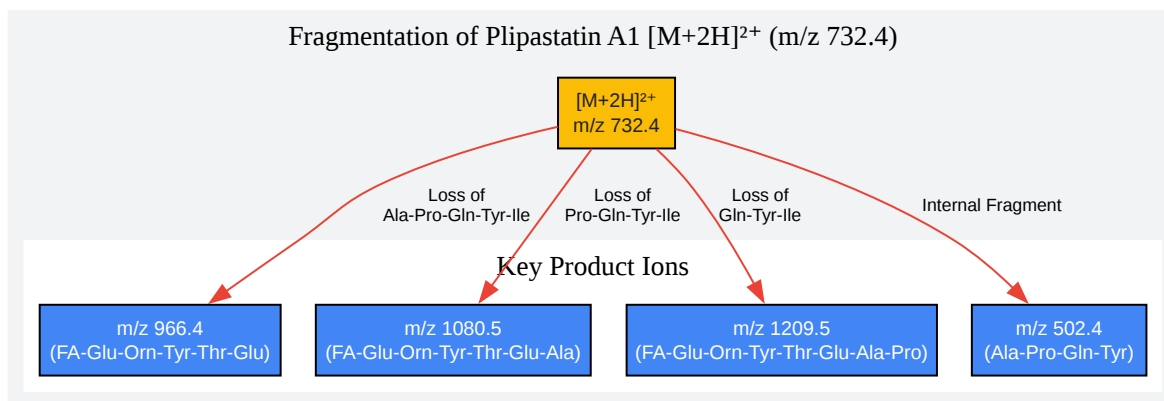 Fragmentation of Plipastatin A1 [M+2H]²⁺ (m/z 732.4)
[M+2H]²⁺
m/z 732.4
Loss of
Ala-Pro-Gln-Tyr-Ile
Loss of
Pro-Gln-Tyr-Ile
Loss of
Gln-Tyr-Ile
Internal Fragment
Key Product Ions
m/z 966.4
(FA-Glu-Orn-Tyr-Thr-Glu)
m/z 1080.5
(FA-Glu-Orn-Tyr-Thr-Glu-Ala)
m/z 1209.5
(FA-Glu-Orn-Tyr-Thr-Glu-Ala-Pro)
m/z 502.4
(Ala-Pro-Gln-Tyr)